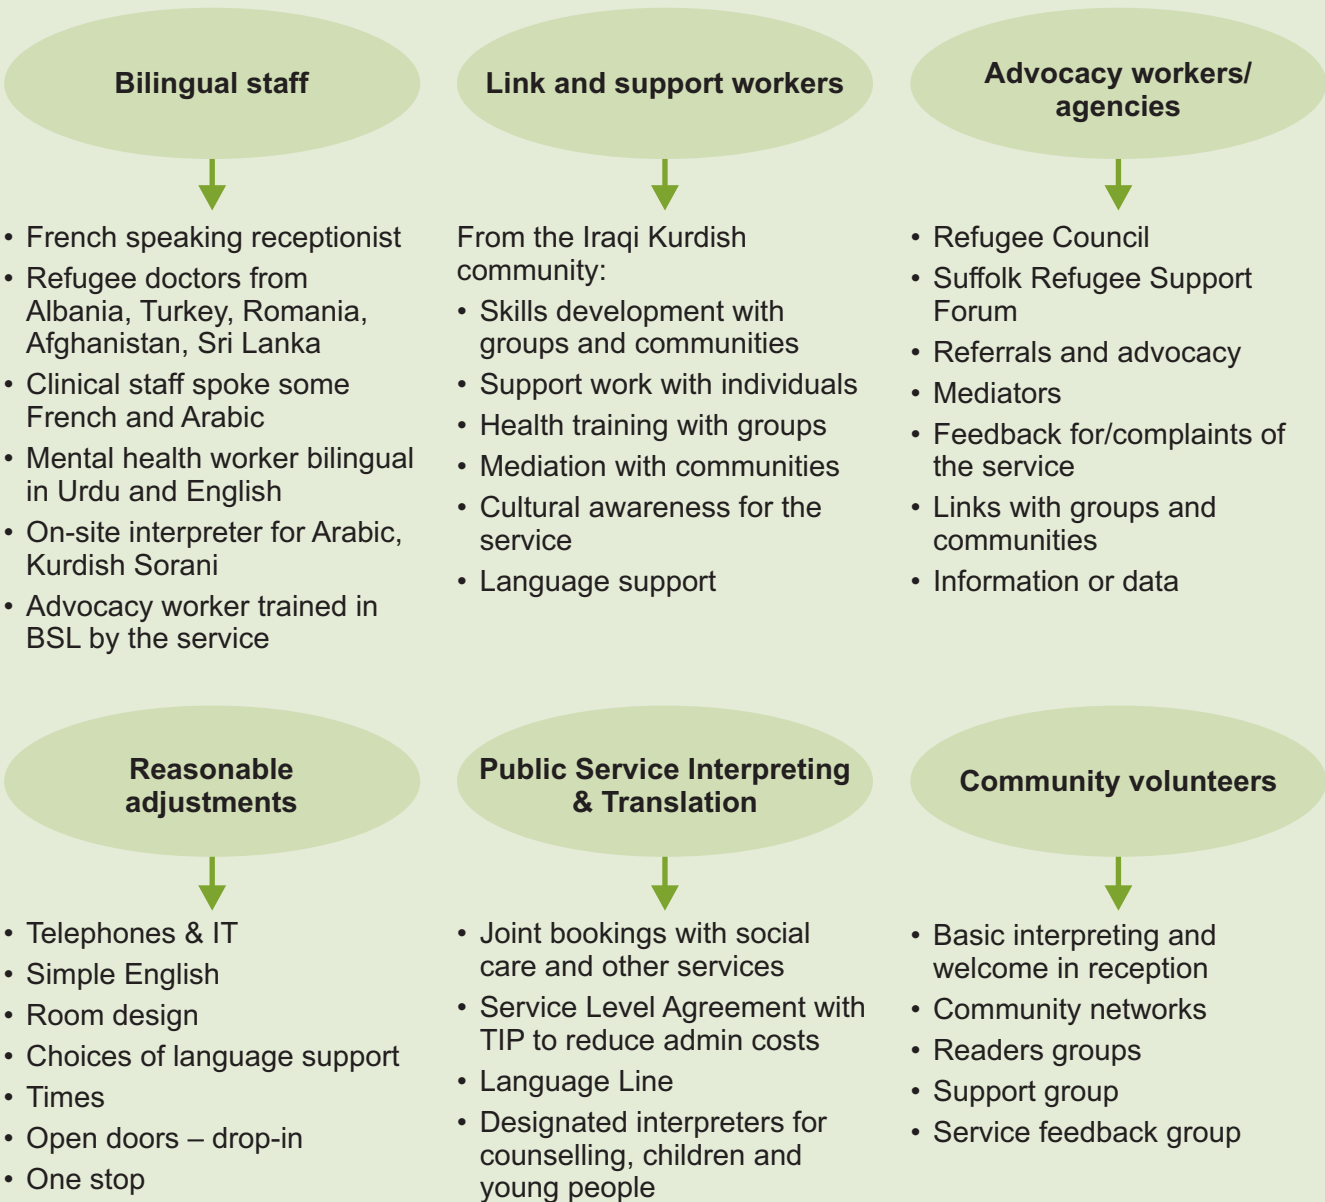 Bilingual staff
• French speaking receptionist
• Refugee doctors from
Albania, Turkey, Romania,
Afghanistan, Sri Lanka
• Clinical staff spoke some
French and Arabic
• Mental health worker bilingual
in Urdu and English
• On-site interpreter for Arabic,
Kurdish Sorani
• Advocacy worker trained in
BSL by the service
Link and support workers
From the Iraqi Kurdish
community:
• Skills development with
groups and communities
• Support work with individuals
• Health training with groups
• Mediation with communities
• Cultural awareness for the
service
• Language support
Advocacy workers/
agencies
• Refugee Council
• Suffolk Refugee Support
Forum
• Referrals and advocacy
• Mediators
• Feedback for/complaints of
the service
• Links with groups and
communities
• Information or data
Reasonable
adjustments
• Telephones & IT
• Simple English
• Room design
• Choices of language support
• Times
• Open doors – drop-in
• One stop
Public Service Interpreting
& Translation
• Joint bookings with social
care and other services
• Service Level Agreement with
TIP to reduce admin costs
• Language Line
• Designated interpreters for
counselling, children and
young people
Community volunteers
• Basic interpreting and
welcome in reception
• Community networks
• Readers groups
• Support group
• Service feedback group